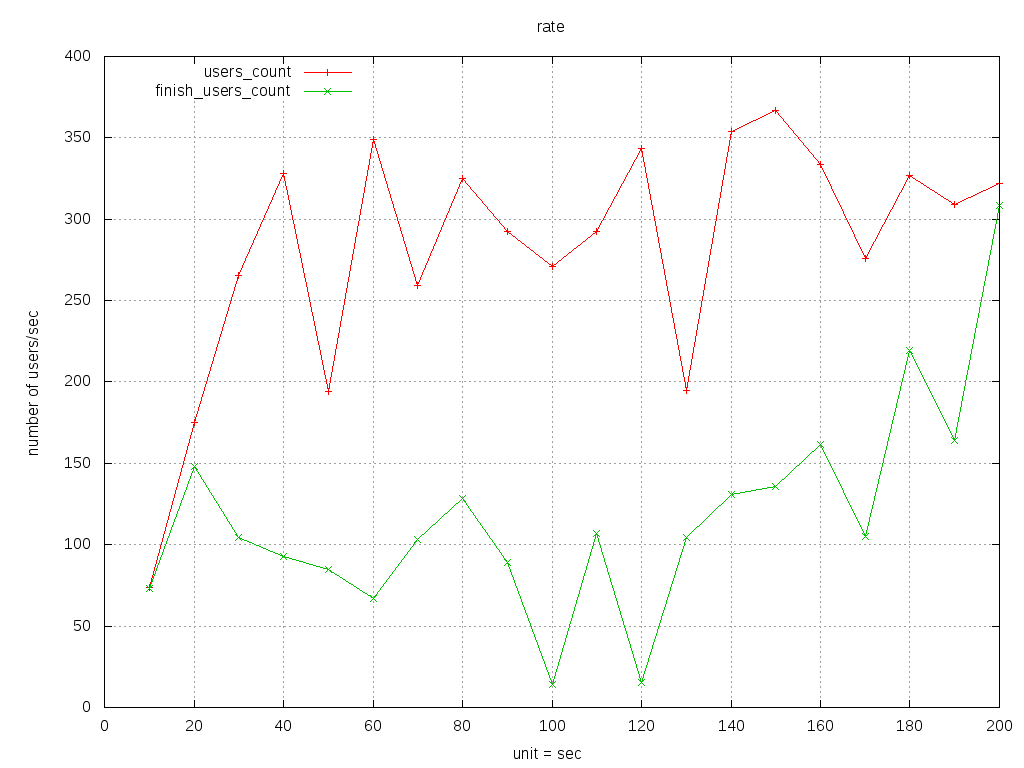 rate
users_count
finish_users_count
400
350
300
250
200
150
100
50
0
number of users/sec
0 20 40 60 80 100 120 140 160 180 200
unit = sec